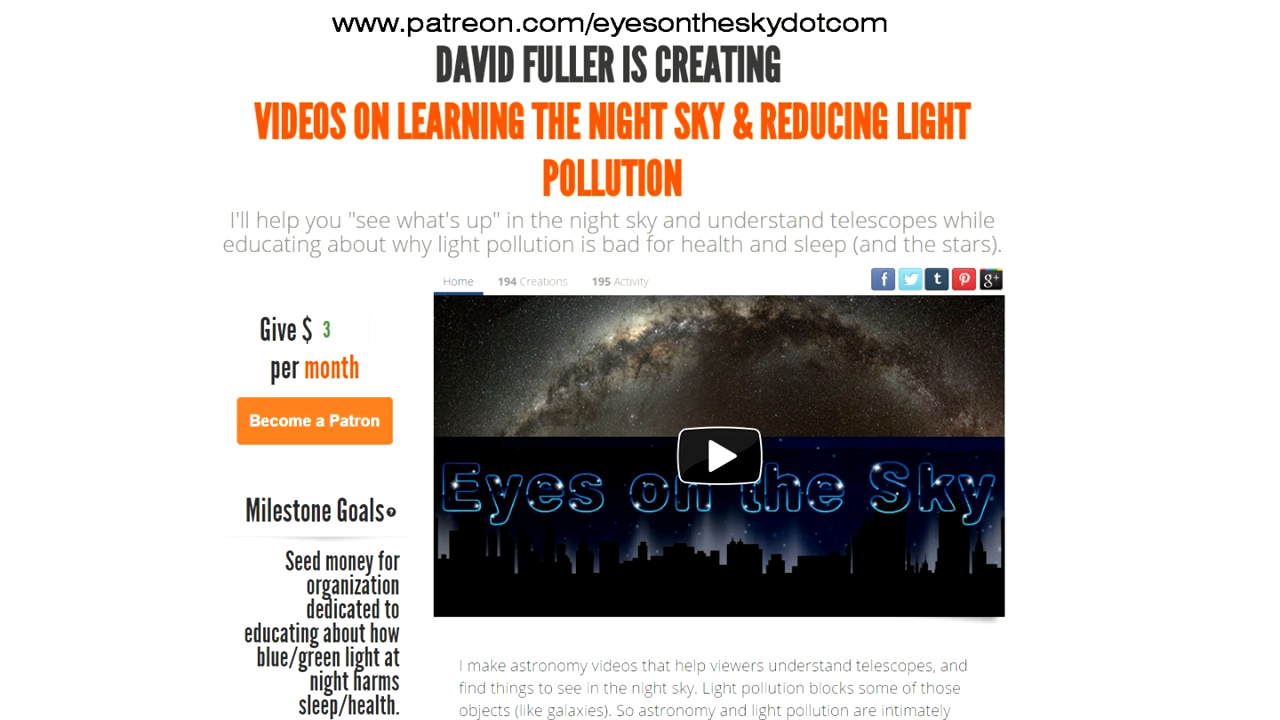 www.patreon.com/eyesontheskydotcom
DAVID FULLER IS CREATING
VIDEOS ON LEARNING THE NIGHT SKY & REDUCING LIGHT
POLLUTION
I'll help you "see what's up" in the night sky and understand telescopes while
educating about why light pollution is bad for health and sleep (and the stars).
Home 194 Creations 195 Activity
f t P g+
Give $ 3
per month
Become a Patron
Eyes on the Sky
Milestone Goals
Seed money for
organization
dedicated to
educating about how
blue/green light at
night harms
sleep/health.
I make astronomy videos that help viewers understand telescopes, and
find things to see in the night sky. Light pollution blocks some of those
objects (like galaxies). So astronomy and light pollution are intimately